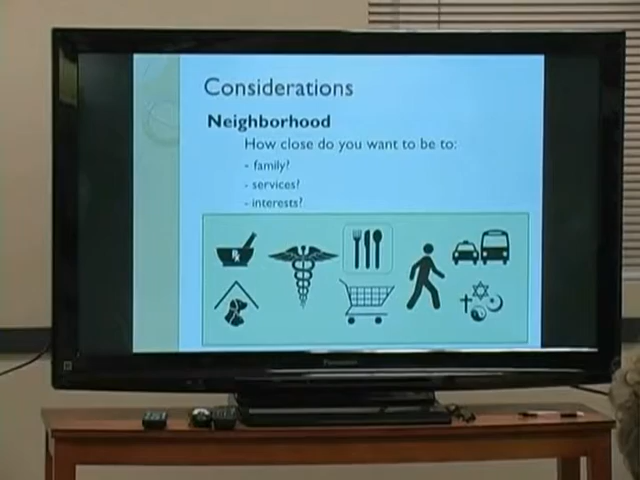 Considerations
Neighborhood
How close do you want to be to:
- family?
- services?
- interests?
Panasonic